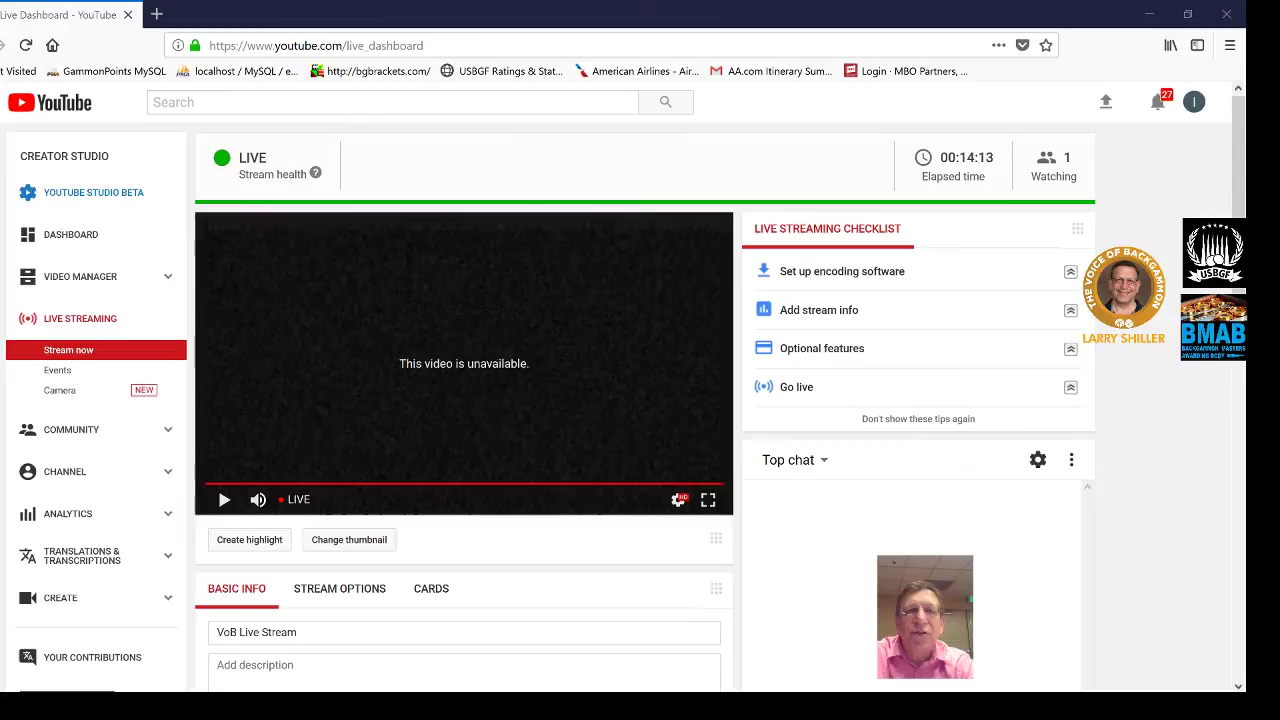 Live Dashboard - YouTube
https://www.youtube.com/live_dashboard
t Visited
GammonPoints MySQL
localhost / MySQL / e...
http://bgbrackets.com/
USBGF Ratings & Stat...
American Airlines - Air...
AA.com Itinerary Sum...
Login · MBO Partners, ...
YouTube
Search
27
I
CREATOR STUDIO
YOUTUBE STUDIO BETA
DASHBOARD
VIDEO MANAGER
LIVE STREAMING
Stream now
Events
Camera
NEW
COMMUNITY
CHANNEL
ANALYTICS
TRANSLATIONS &
TRANSCRIPTIONS
CREATE
YOUR CONTRIBUTIONS
LIVE
Stream health ?
00:14:13
Elapsed time
1
Watching
This video is unavailable.
LIVE
HD
Create highlight
Change thumbnail
BASIC INFO
STREAM OPTIONS
CARDS
VoB Live Stream
Add description
LIVE STREAMING CHECKLIST
Set up encoding software
Add stream info
Optional features
Go live
Don't show these tips again
Top chat
THE VOICE OF BACKGAMMON
LARRY SHILLER
USBGF
BMAB
BACKGAMMON MASTERS
AWARDING BODY